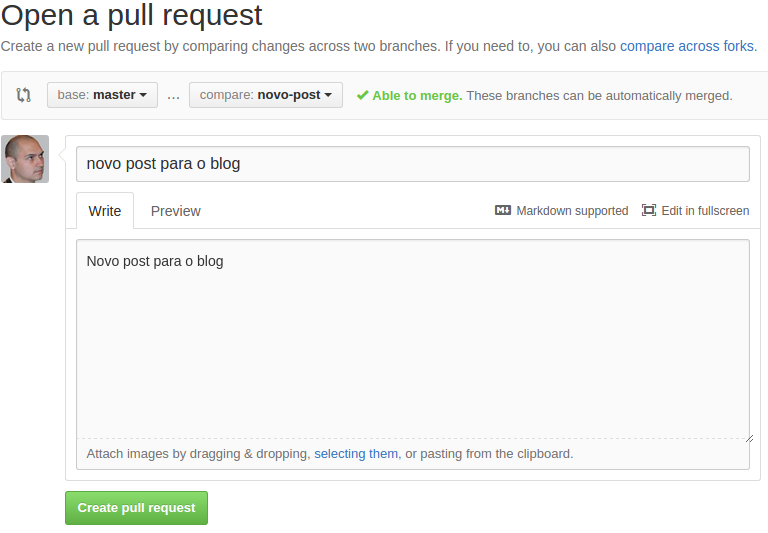 Open a pull request
Create a new pull request by comparing changes across two branches. If you need to, you can also compare across forks.
base: master ... compare: novo-post Able to merge. These branches can be automatically merged.
novo post para o blog
Write Preview Markdown supported Edit in fullscreen
Novo post para o blog
Attach images by dragging & dropping, selecting them, or pasting from the clipboard.
Create pull request